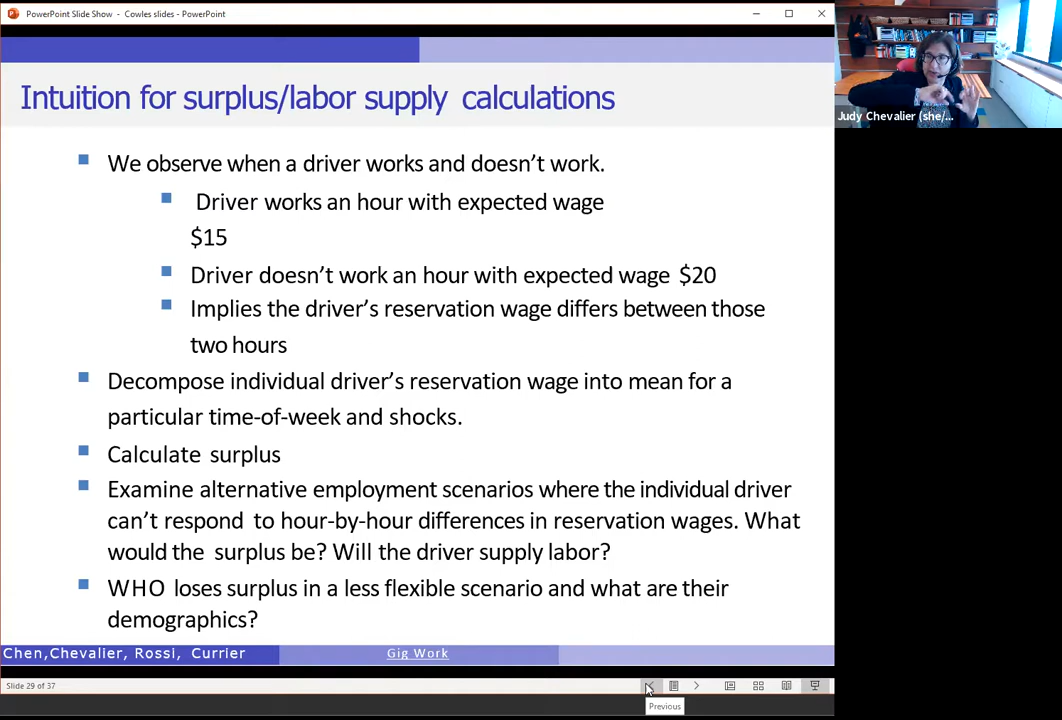 PowerPoint Slide Show - Cowles slides - PowerPoint
Intuition for surplus/labor supply calculations
We observe when a driver works and doesn't work.
Driver works an hour with expected wage
$15
Driver doesn't work an hour with expected wage $20
Implies the driver's reservation wage differs between those
two hours
Decompose individual driver's reservation wage into mean for a
particular time-of-week and shocks.
Calculate surplus
Examine alternative employment scenarios where the individual driver
can't respond to hour-by-hour differences in reservation wages. What
would the surplus be? Will the driver supply labor?
WHO loses surplus in a less flexible scenario and what are their
demographics?
Chen,Chevalier, Rossi, Currier
Gig Work
Slide 29 of 37
Previous
Judy Chevalier (she/...